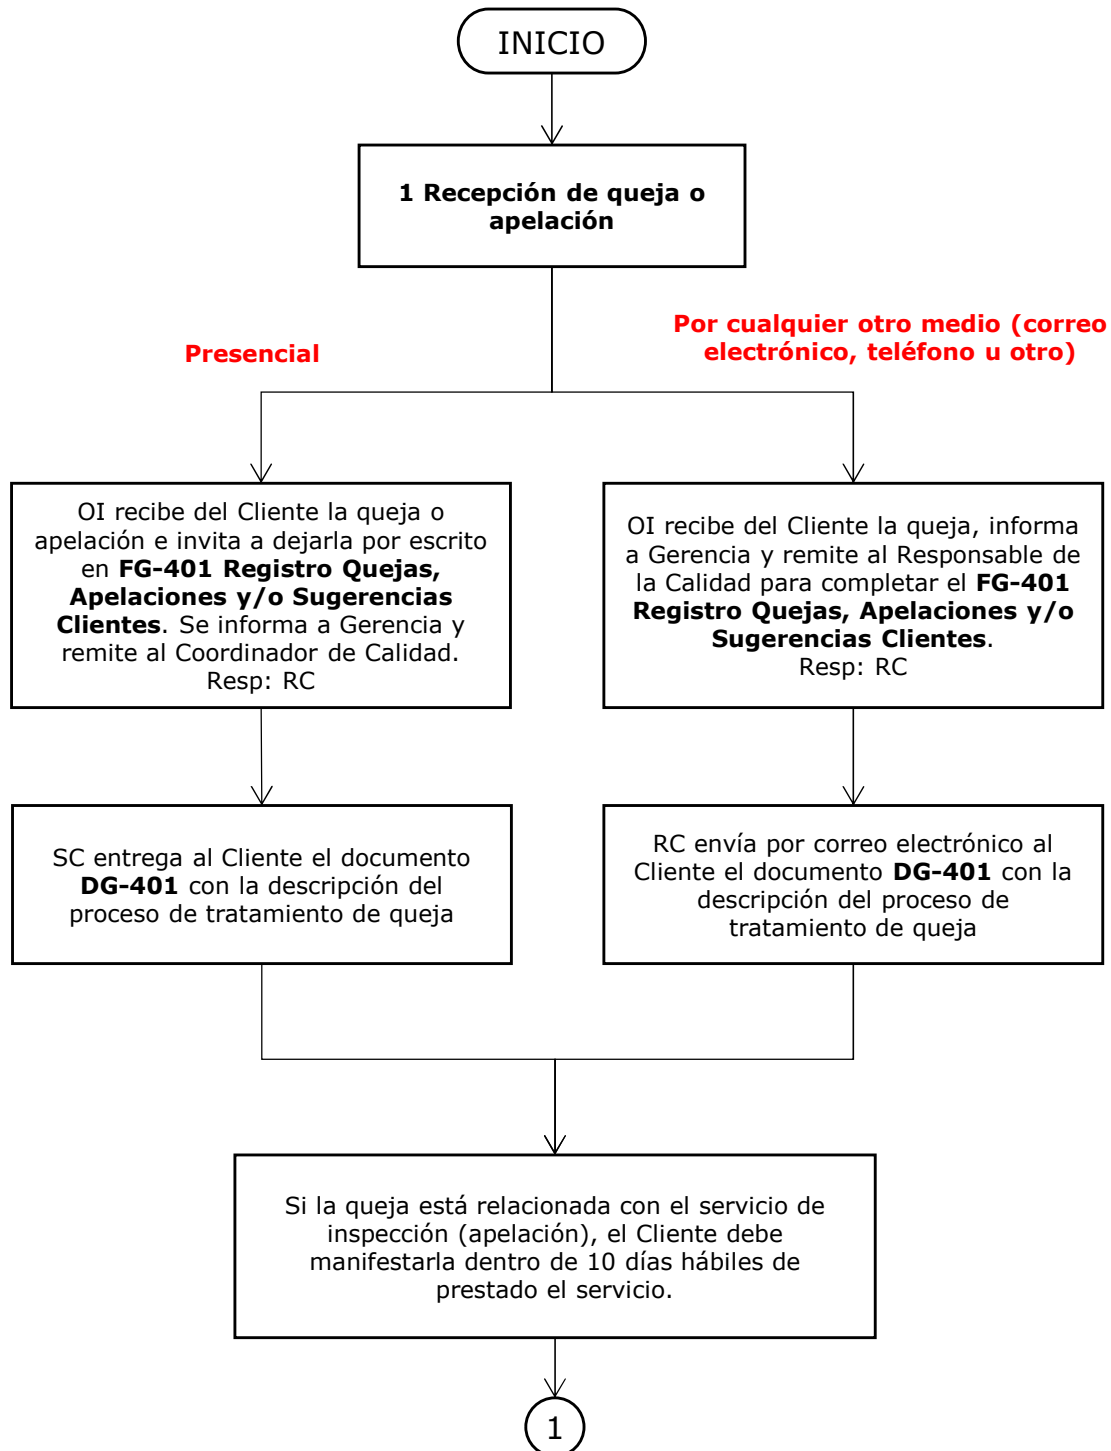 INICIO
1 Recepción de queja o
apelación
Presencial
Por cualquier otro medio (correo
electrónico, teléfono u otro)
OI recibe del Cliente la queja o
apelación e invita a dejarla por escrito
en FG-401 Registro Quejas,
Apelaciones y/o Sugerencias
Clientes. Se informa a Gerencia y
remite al Coordinador de Calidad.
Resp: RC
OI recibe del Cliente la queja, informa
a Gerencia y remite al Responsable de
la Calidad para completar el FG-401
Registro Quejas, Apelaciones y/o
Sugerencias Clientes.
Resp: RC
SC entrega al Cliente el documento
DG-401 con la descripción del
proceso de tratamiento de queja
RC envía por correo electrónico al
Cliente el documento DG-401 con la
descripción del proceso de
tratamiento de queja
Si la queja está relacionada con el servicio de
inspección (apelación), el Cliente debe
manifestarla dentro de 10 días hábiles de
prestado el servicio.
1